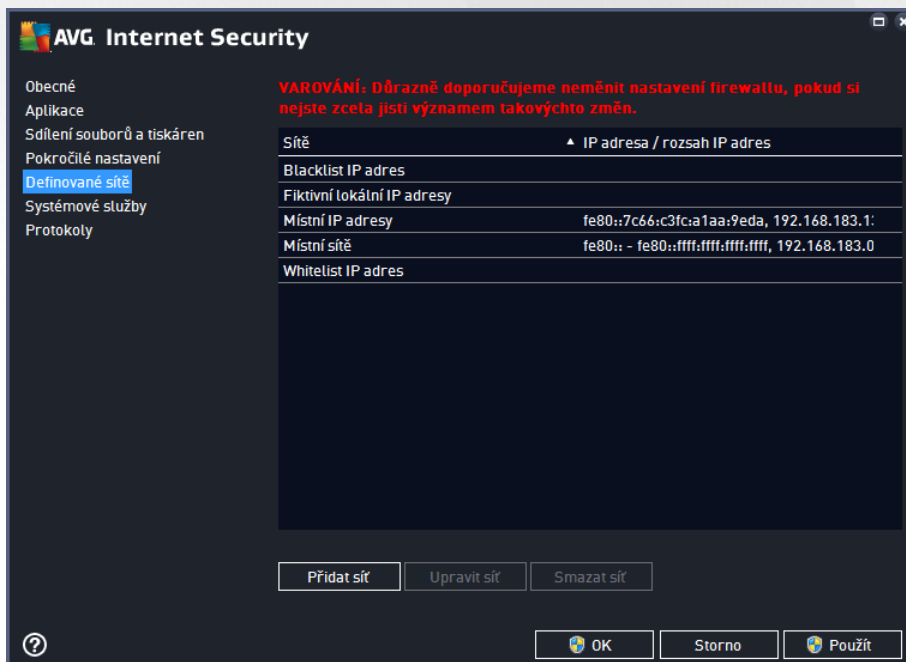 AVG Internet Security
Obecné
Aplikace
Sdílení souborů a tiskáren
Pokročilé nastavení
Definované sítě
Systémové služby
Protokoly
VAROVÁNÍ: Důrazně doporučujeme neměnit nastavení firewallu, pokud si
nejste zcela jisti významem takovýchto změn.
Sítě ▲ IP adresa / rozsah IP adres
Blacklist IP adres
Fiktivní lokální IP adresy
Místní IP adresy fe80::7c66:c3fc:a1aa:9eda, 192.168.183.1
Místní sítě fe80:: - fe80::ffff:ffff:ffff:ffff, 192.168.183.0
Whitelist IP adres
Přidat síť Upravit síť Smazat síť
? OK Storno Použít